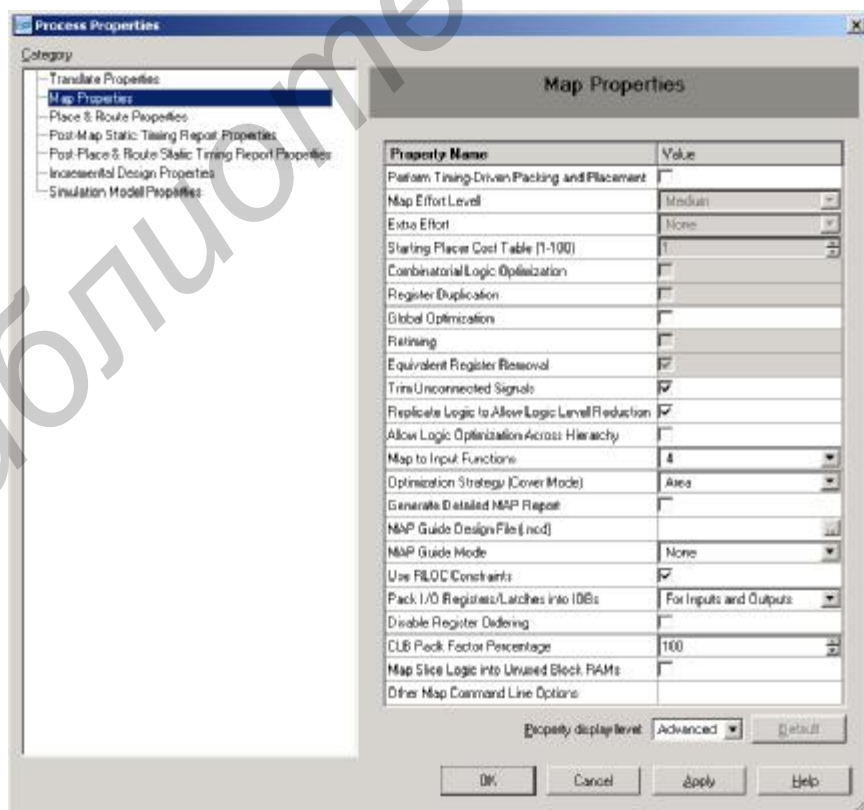 Process Properties
Category
Translate Properties
Map Properties
Place & Route Properties
Post-Map Static Timing Report Properties
Post-Place & Route Static Timing Report Properties
Incremental Design Properties
Simulation Model Properties
Map Properties
Property Name Value
Perform Timing-Driven Packing and Placement
Map Effort Level Medium
Extra Effort None
Starting Placer Cost Table (1-100) 1
Combinatorial Logic Optimization
Register Duplication
Global Optimization
Retiming
Equivalent Register Removal
Trim Unconnected Signals
Replicate Logic to Allow Logic Level Reduction
Allow Logic Optimization Across Hierarchy
Map to Input Functions 4
Optimization Strategy (Cover Mode) Area
Generate Detailed MAP Report
MAP Guide Design File (.ncd)
MAP Guide Mode None
Use RLOC Constraints
Pack I/O Registers/Latches into IOBs For Inputs and Outputs
Disable Register Ordering
CLB Pack Factor Percentage 100
Map Slice Logic into Unused Block RAMs
Other Map Command Line Options
Property display level Advanced Default
OK Cancel Apply Help